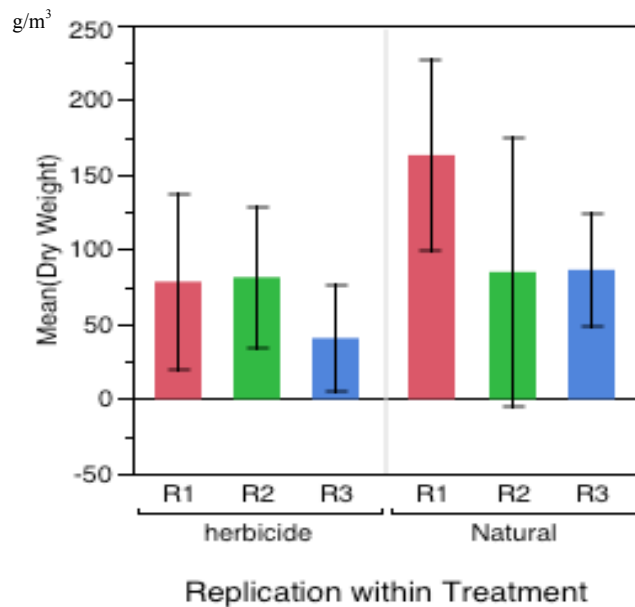 g/m³
250
200
150
100
50
0
-50
Mean(Dry Weight)
R1 R2 R3 R1 R2 R3
herbicide Natural
Replication within Treatment